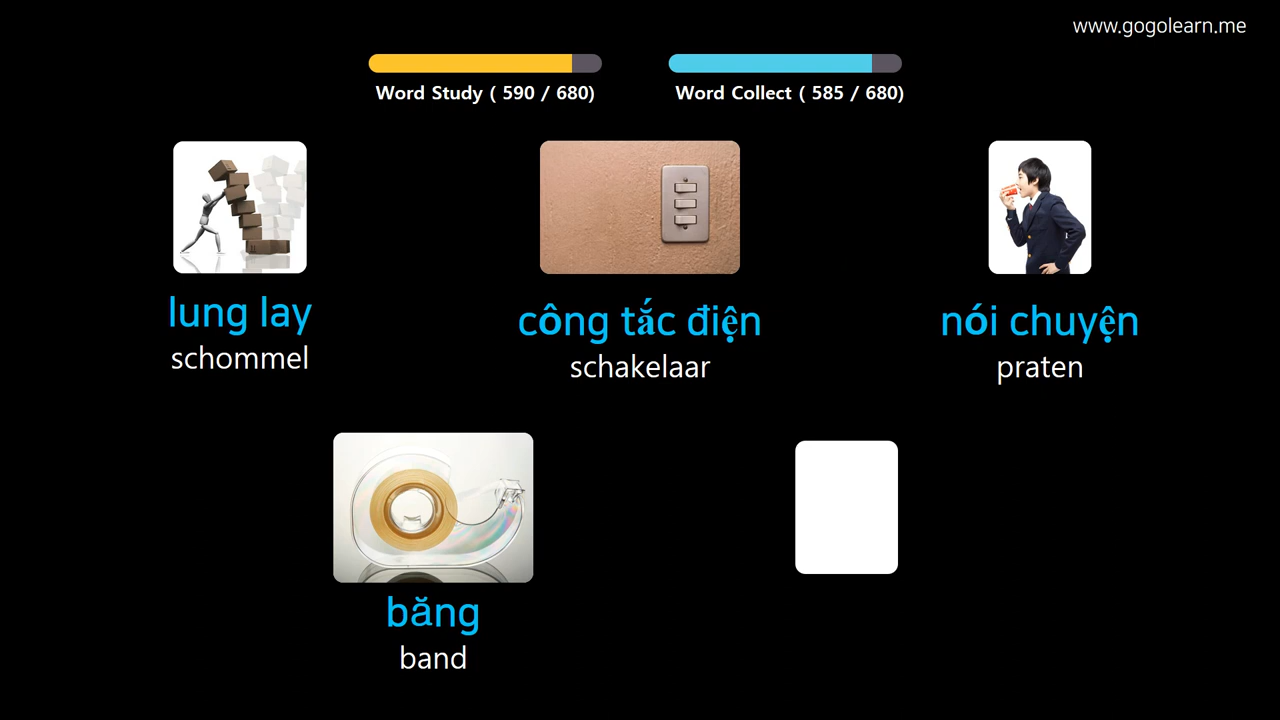 www.gogolearn.me
Word Study ( 590 / 680)
Word Collect ( 585 / 680)
lung lay
schommel
công tắc điện
schakelaar
nói chuyện
praten
băng
band